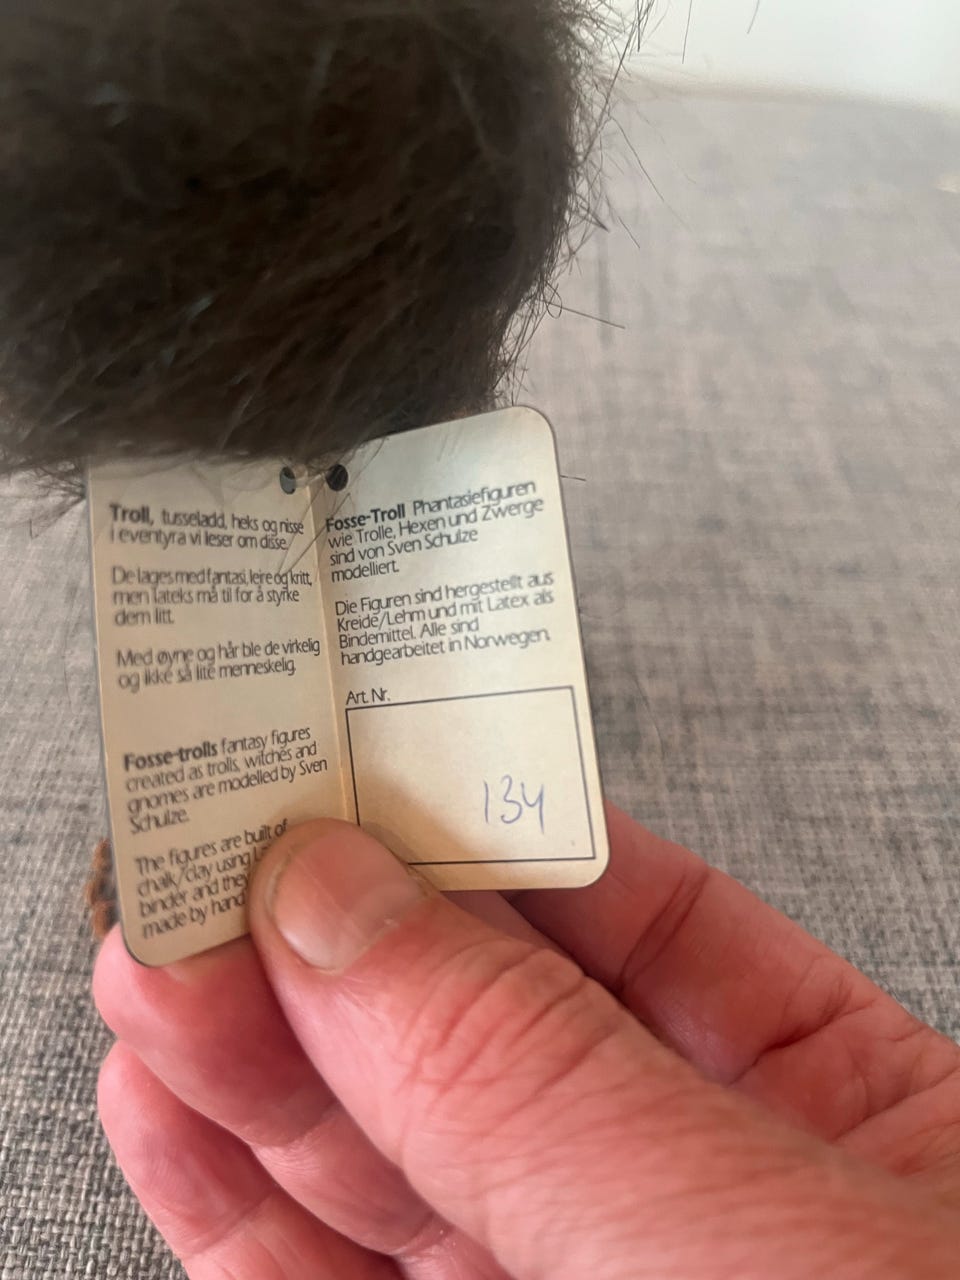 Troll, tusseladd, heks og nisse
i eventyra vi leser om disse.
De lages med fantasi, leire og kritt,
men lateks må til for å styrke
dem litt.
Med øyne og hår ble de virkelig
og ikke så lite menneskelig.
Fosse-trolls fantasy figures
created as trolls, witches and
gnomes are modelled by Sven
Schulze.
The figures are built of
chalk/clay using
binder and they
made by hand
Fosse-Troll Phantasiefiguren
wie Trolle, Hexen und Zwerge
sind von Sven Schulze
modelliert.
Die Figuren sind hergestellt aus
Kreide/Lehm und mit Latex als
Bindemittel. Alle sind
handgearbeitet in Norwegen.
Art. Nr.
134